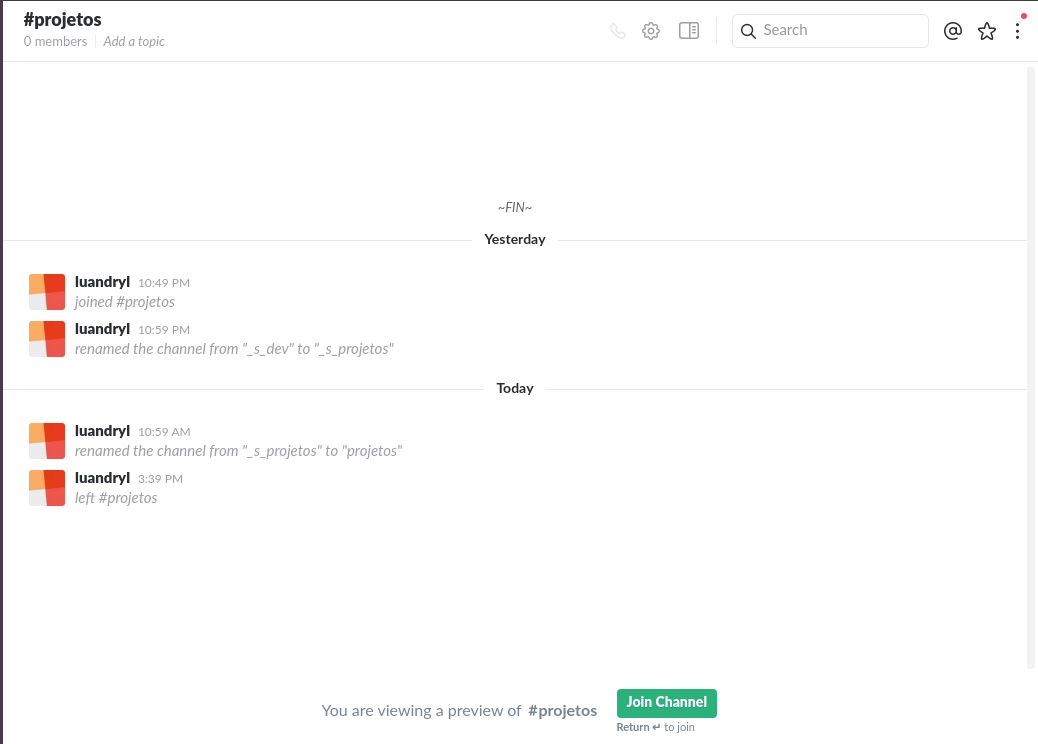 #projetos
0 members | Add a topic
Search
~FIN~
Yesterday
luandryl 10:49 PM
joined #projetos
luandryl 10:59 PM
renamed the channel from "_s_dev" to "_s_projetos"
Today
luandryl 10:59 AM
renamed the channel from "_s_projetos" to "projetos"
luandryl 3:39 PM
left #projetos
You are viewing a preview of #projetos
Join Channel
Return ↵ to join